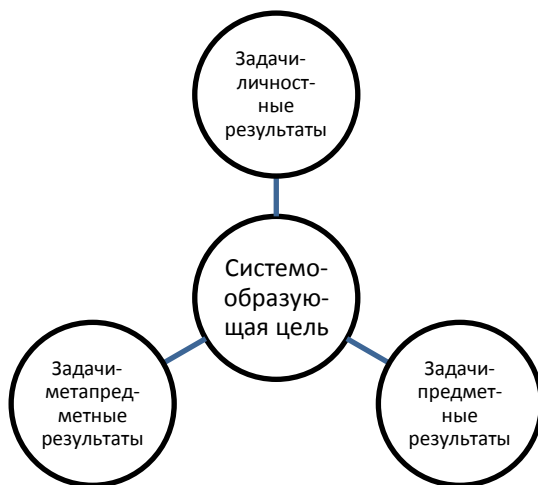 Задачи-
личност-
ные
результаты
Системо-
образую-
щая цель
Задачи-
метапред-
метные
результаты
Задачи-
предмет-
ные
результаты